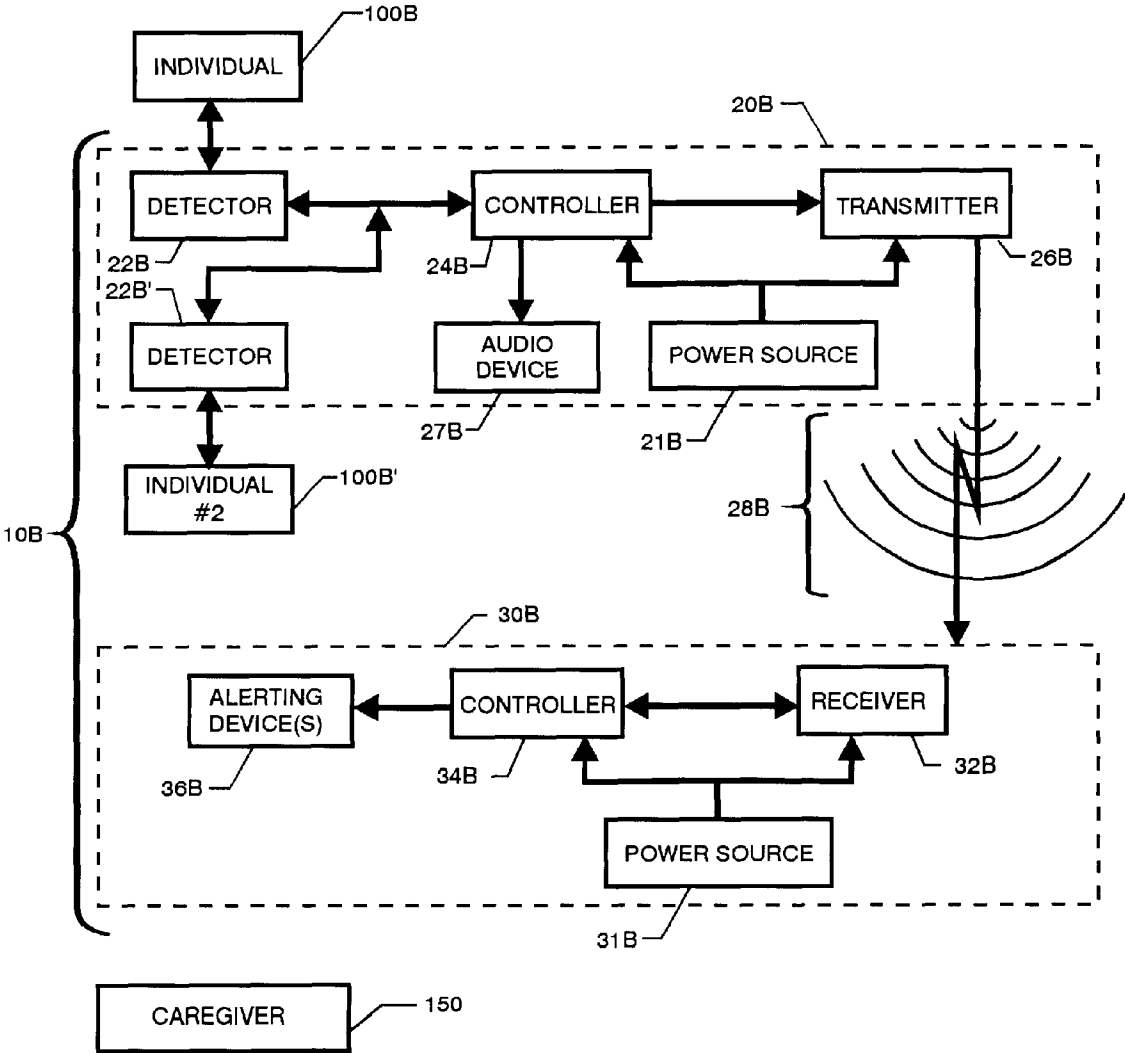 100B
INDIVIDUAL
20B
DETECTOR
CONTROLLER
TRANSMITTER
22B
24B
26B
22B'
DETECTOR
AUDIO
DEVICE
POWER SOURCE
27B
21B
INDIVIDUAL
#2
100B'
28B
10B
30B
ALERTING
DEVICE(S)
CONTROLLER
RECEIVER
36B
34B
32B
POWER SOURCE
31B
CAREGIVER
150